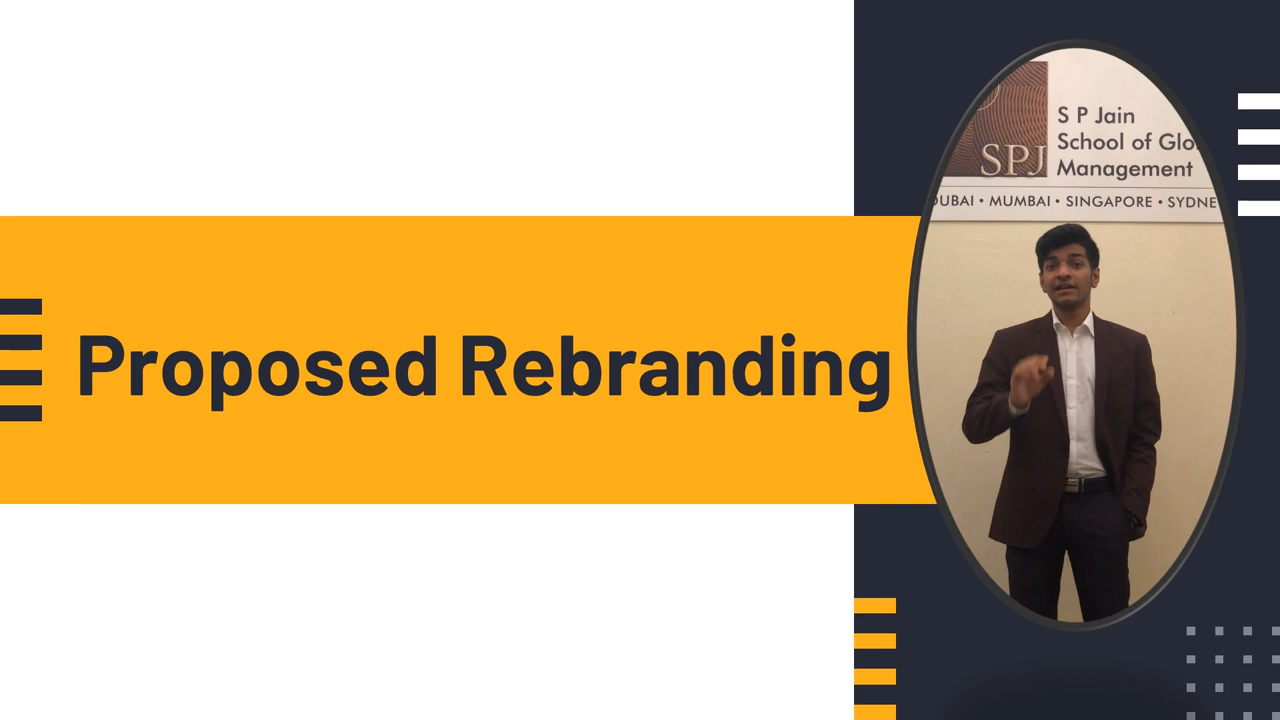 Proposed Rebranding
SPJ
S P Jain
School of Glo
Management
DUBAI • MUMBAI • SINGAPORE • SYDNE